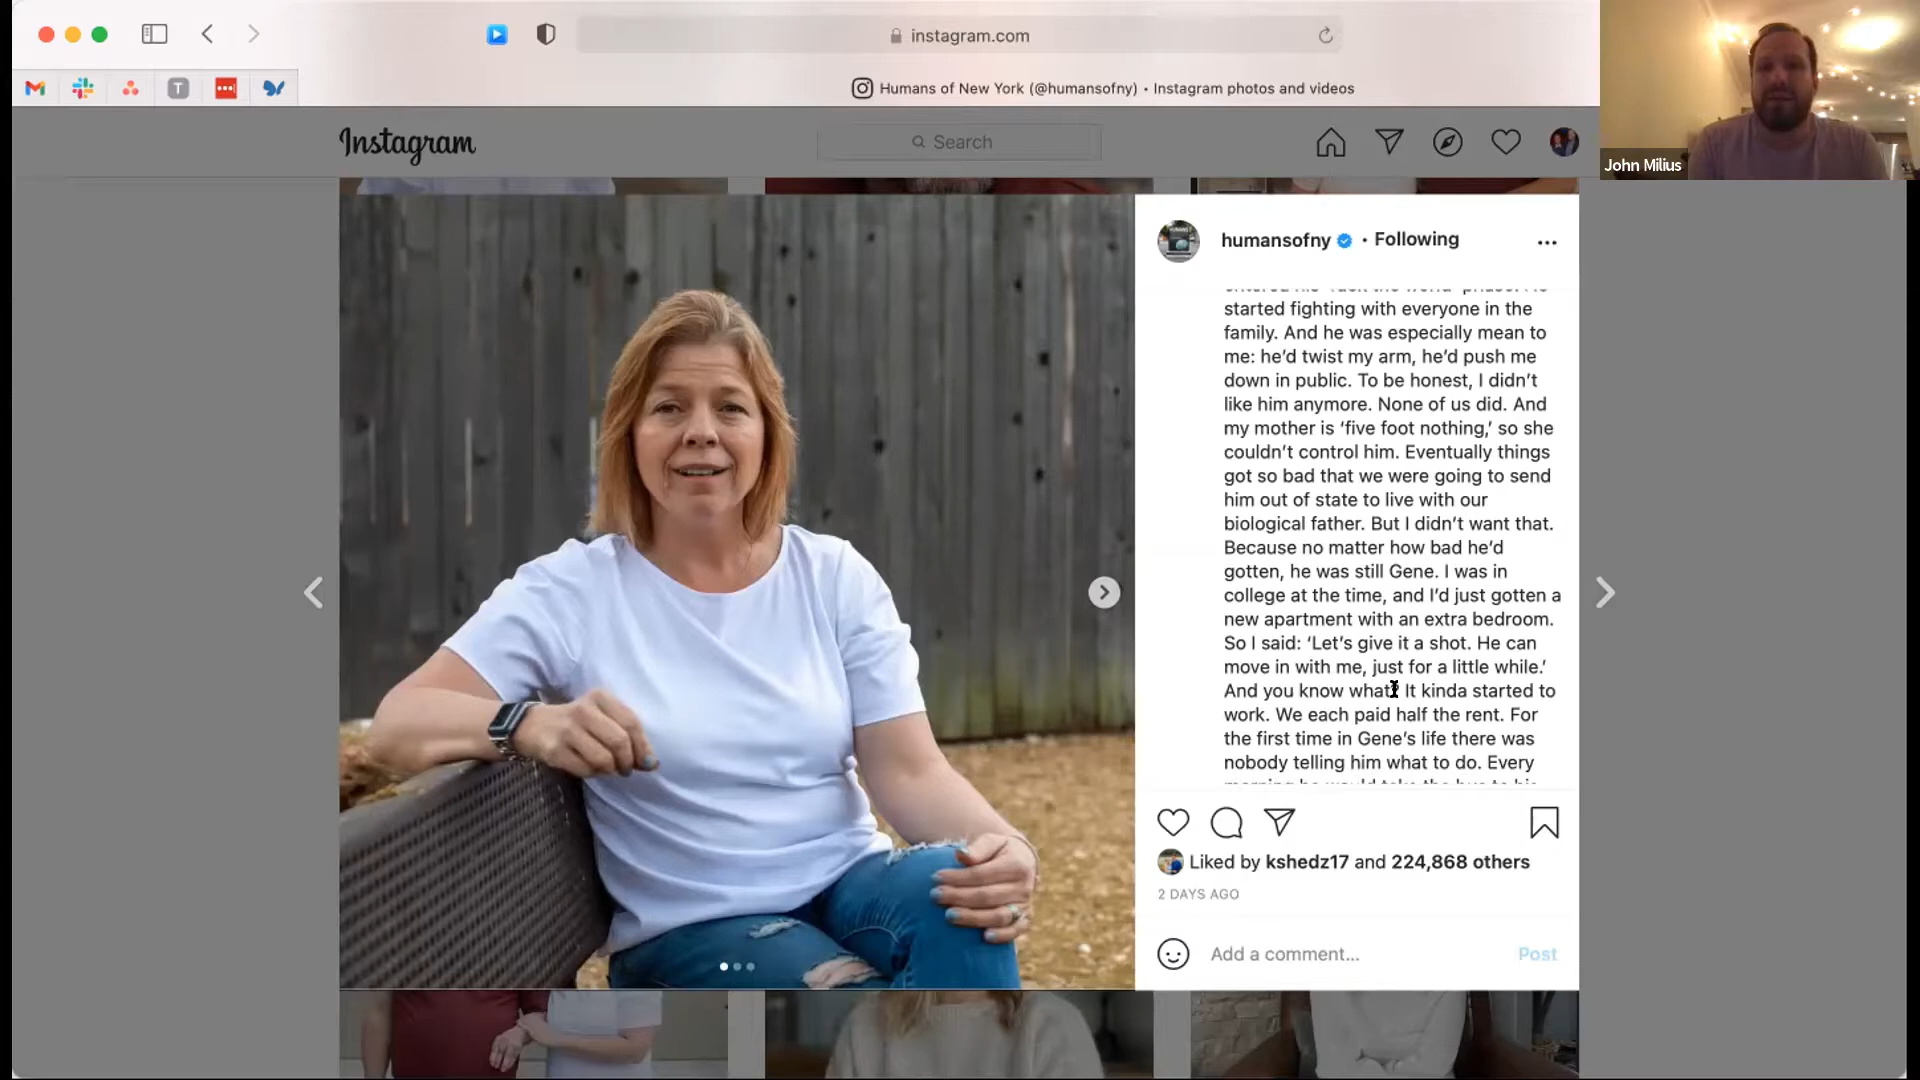 instagram.com
T
Humans of New York (@humansofny) • Instagram photos and videos
Instagram
Search
John Milius
humansofny • Following
started fighting with everyone in the
family. And he was especially mean to
me: he’d twist my arm, he’d push me
down in public. To be honest, I didn’t
like him anymore. None of us did. And
my mother is ‘five foot nothing,’ so she
couldn’t control him. Eventually things
got so bad that we were going to send
him out of state to live with our
biological father. But I didn’t want that.
Because no matter how bad he’d
gotten, he was still Gene. I was in
college at the time, and I’d just gotten a
new apartment with an extra bedroom.
So I said: ‘Let’s give it a shot. He can
move in with me, just for a little while.’
And you know what? It kinda started to
work. We each paid half the rent. For
the first time in Gene’s life there was
nobody telling him what to do. Every
morning he would take the bus to his
Liked by kshedz17 and 224,868 others
2 DAYS AGO
Add a comment... Post